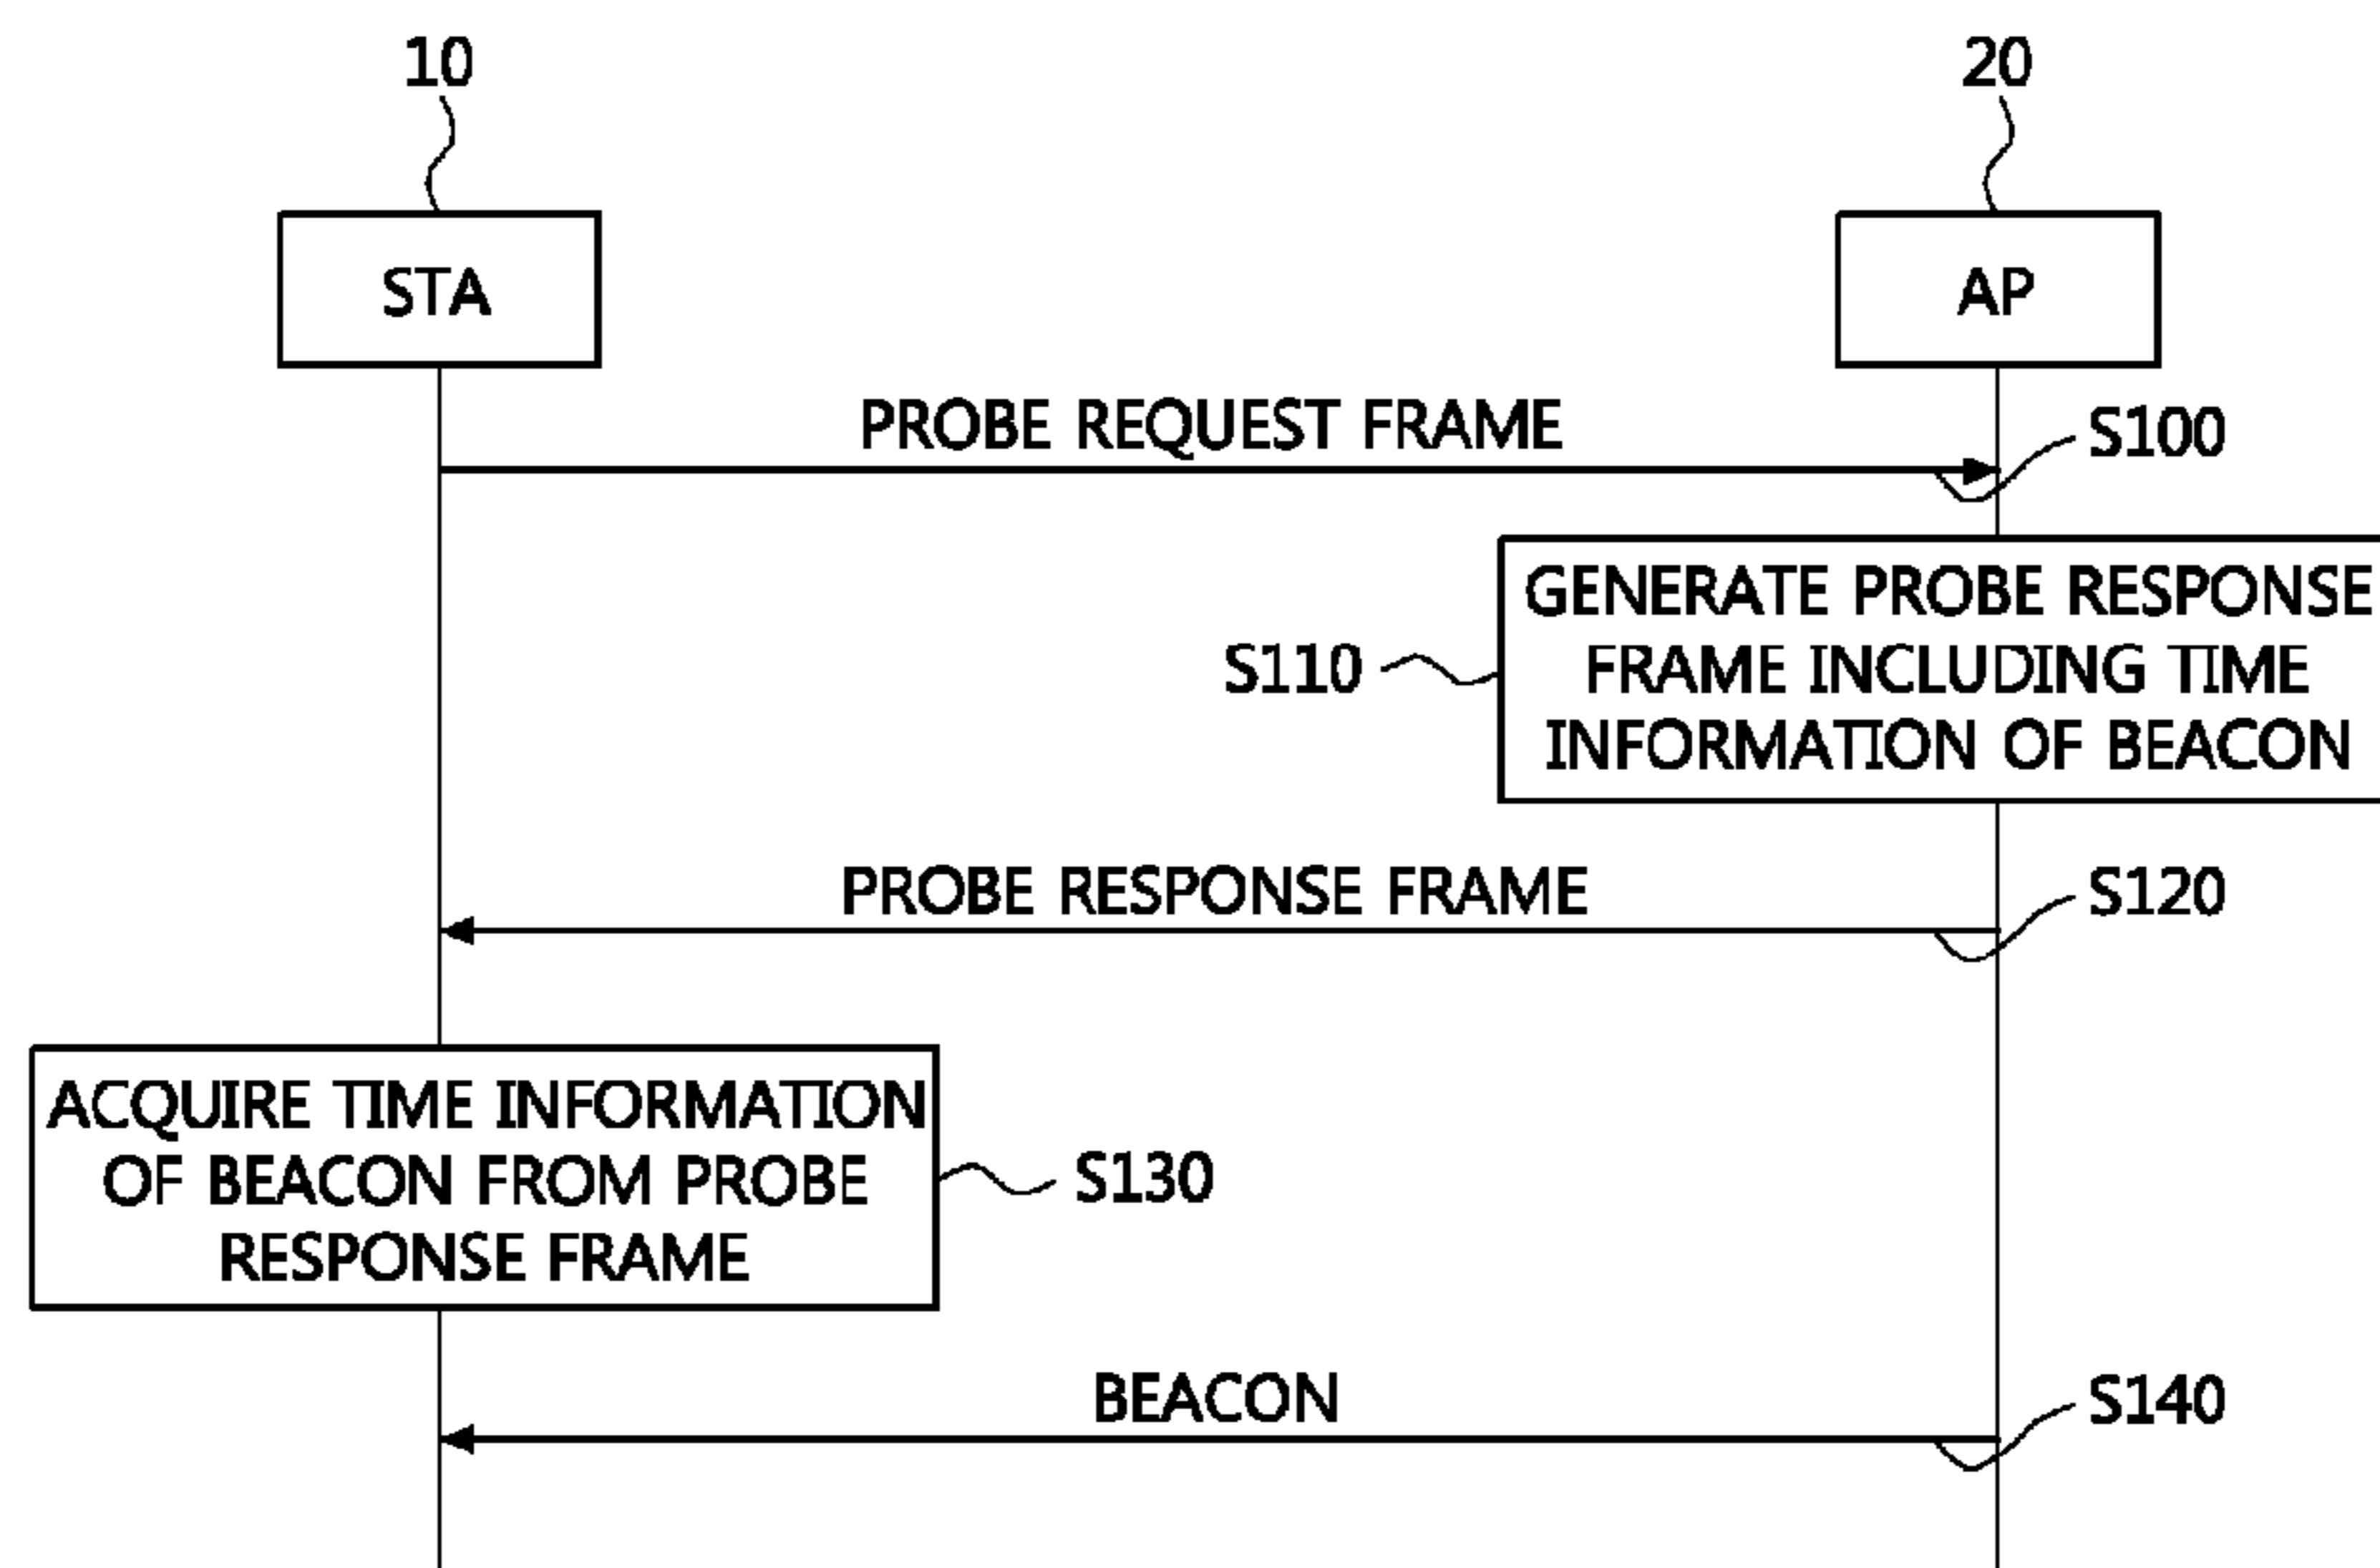 10
20
STA
AP
PROBE REQUEST FRAME
S100
GENERATE PROBE RESPONSE
FRAME INCLUDING TIME
INFORMATION OF BEACON
S110
PROBE RESPONSE FRAME
S120
ACQUIRE TIME INFORMATION
OF BEACON FROM PROBE
RESPONSE FRAME
S130
BEACON
S140